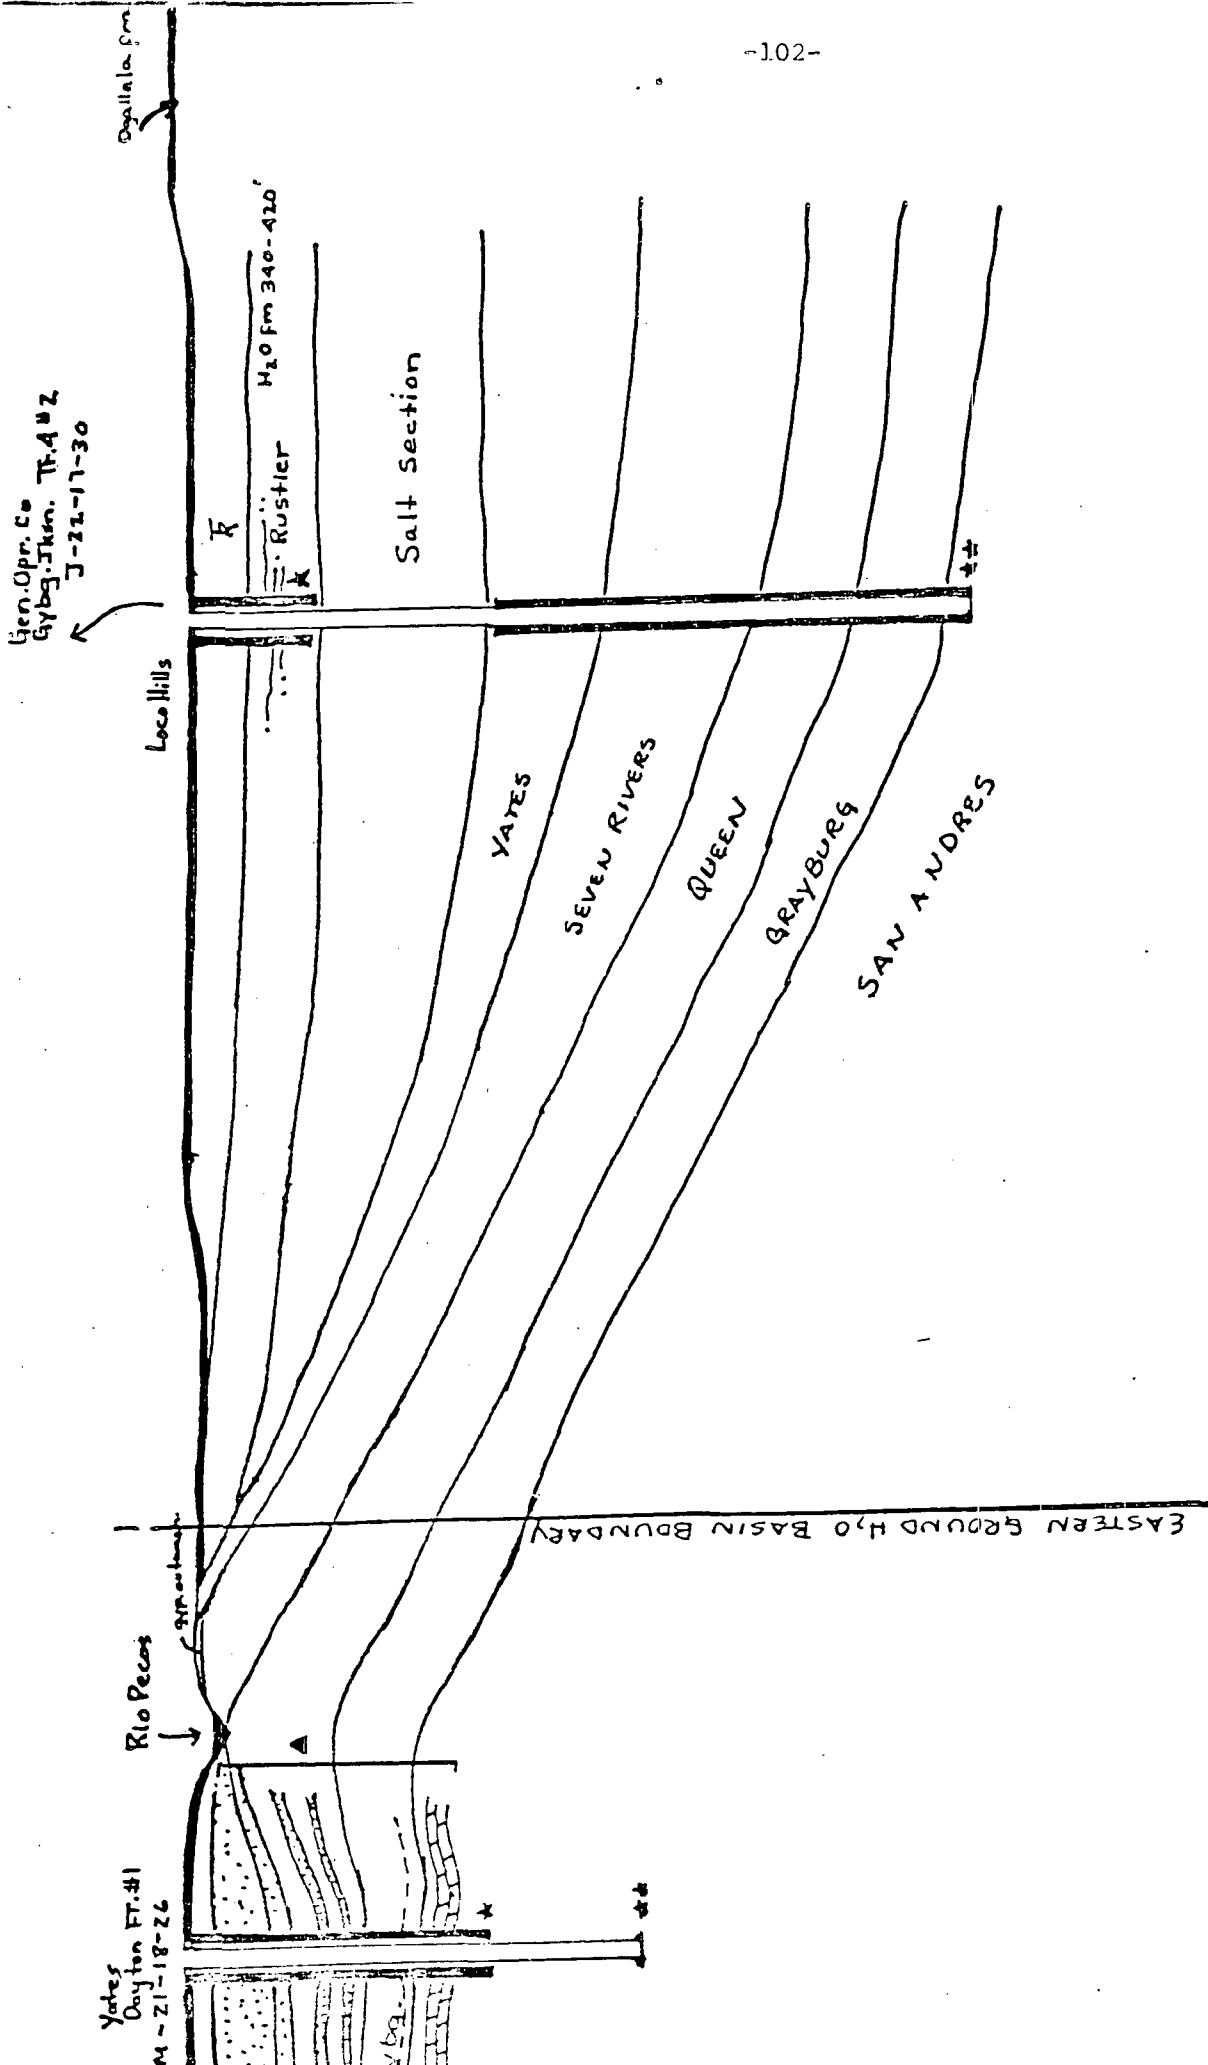 -102-
Ogallala fm
Gen. Opr. Co
Gybg. Jksn. Tr. A #2
J-22-17-30
Loco Hills
R
H₂O fm 340-420'
Rustler
Salt Section
YATES
SEVEN RIVERS
QUEEN
GRAYBURG
SAN ANDRES
EASTERN GROUND H₂O BASIN BOUNDARY
Rio Pecos
Yates
Dayton FT. #1
M-21-18-26
ybg.